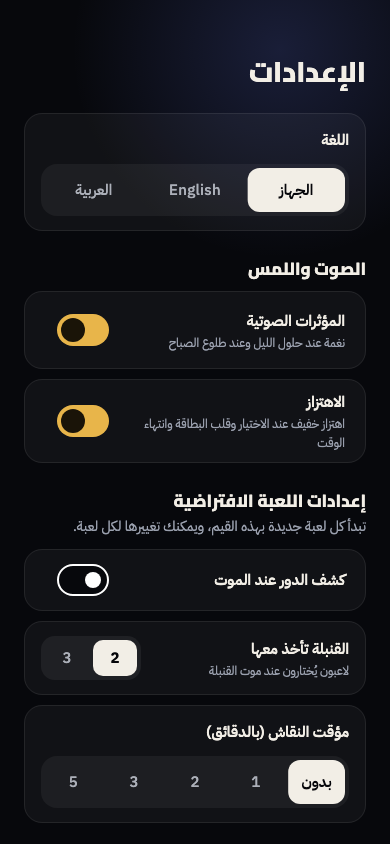 الإعدادات
اللغة
الجهاز English العربية
الصوت واللمس
المؤثرات الصوتية
نغمة عند حلول الليل وعند طلوع الصباح
الاهتزاز
اهتزاز خفيف عند الاختيار وقلب البطاقة وانتهاء
الوقت
إعدادات اللعبة الافتراضية
تبدأ كل لعبة جديدة بهذه القيم، ويمكنك تغييرها لكل لعبة.
كشف الدور عند الموت
القنبلة تأخذ معها
لاعبون يُختارون عند موت القنبلة
2 3
مؤقت النقاش (بالدقائق)
بدون 1 2 3 5